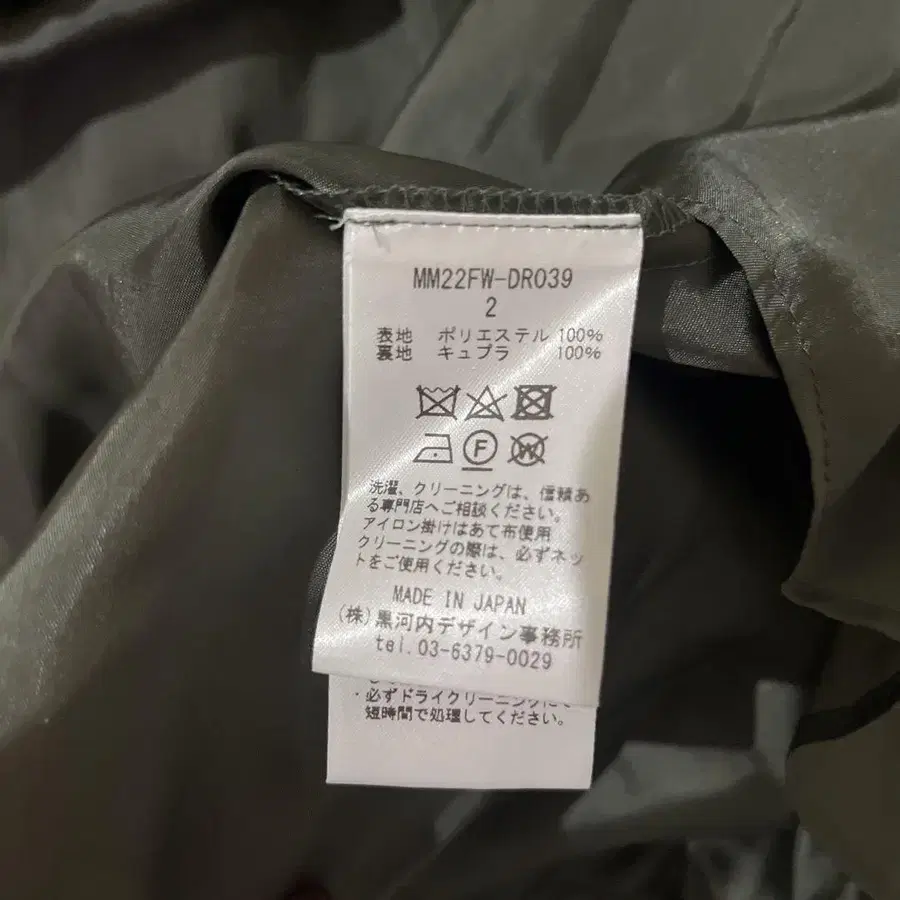 MM22FW-DR039
2
表地 ポリエステル 100%
裏地 キュプラ 100%
F
W
洗濯、クリーニングは、信頼あ
る専門店へご相談ください。
アイロン掛けはあて布使用
クリーニングの際は、必ずネッ
トをご使用ください。
MADE IN JAPAN
(株)黒河内デザイン事務所
tel.03-6379-0029
・必ずドライクリーニングにて
短時間で処理してください。